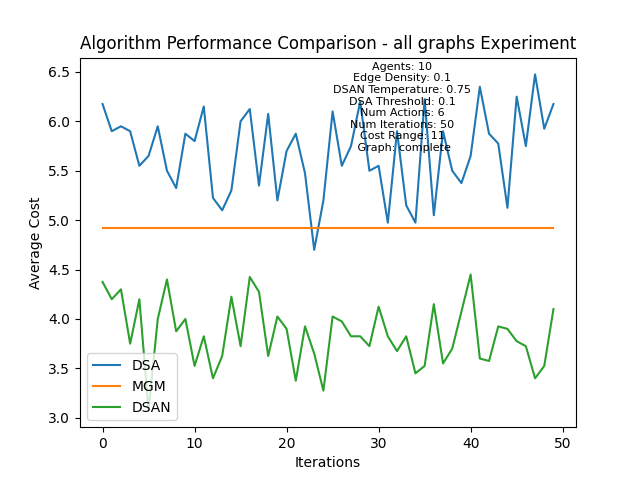 Algorithm Performance Comparison - all graphs Experiment
Agents: 10
Edge Density: 0.1
DSAN Temperature: 0.75
DSA Threshold: 0.1
Num Actions: 6
Num Iterations: 50
Cost Range: 11
Graph: complete
Average Cost
6.5
6.0
5.5
5.0
4.5
4.0
3.5
3.0
DSA
MGM
DSAN
0
10
20
30
40
50
Iterations